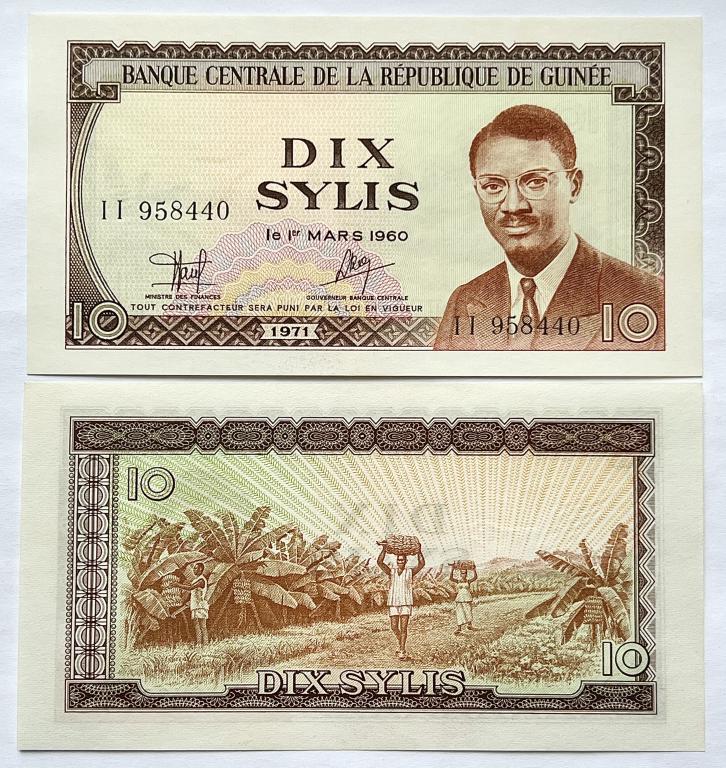 BANQUE CENTRALE DE LA RÉPUBLIQUE DE GUINÉE
DIX
SYLIS
II 958440
le 1er MARS 1960
MINISTRE DES FINANCES
GOUVERNEUR BANQUE CENTRALE
TOUT CONTREFACTEUR SERA PUNI PAR LA LOI EN VIGUEUR
10
1971
II 958440
10
10
10
DIX SYLIS